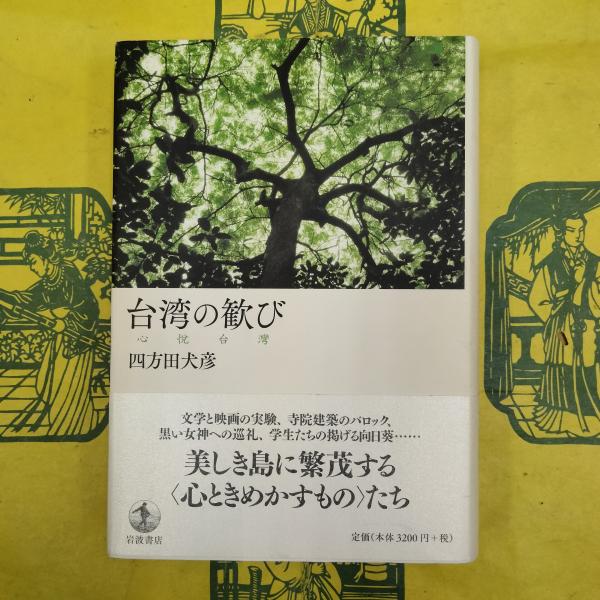 台湾の歓び
心悦台灣
四方田犬彦
文学と映画の実験、寺院建築のバロック、
黒い女神への巡礼、学生たちの掲げる向日葵……
美しき島に繁茂する
〈心ときめかすもの〉たち
岩波書店
定価(本体3200円+税)